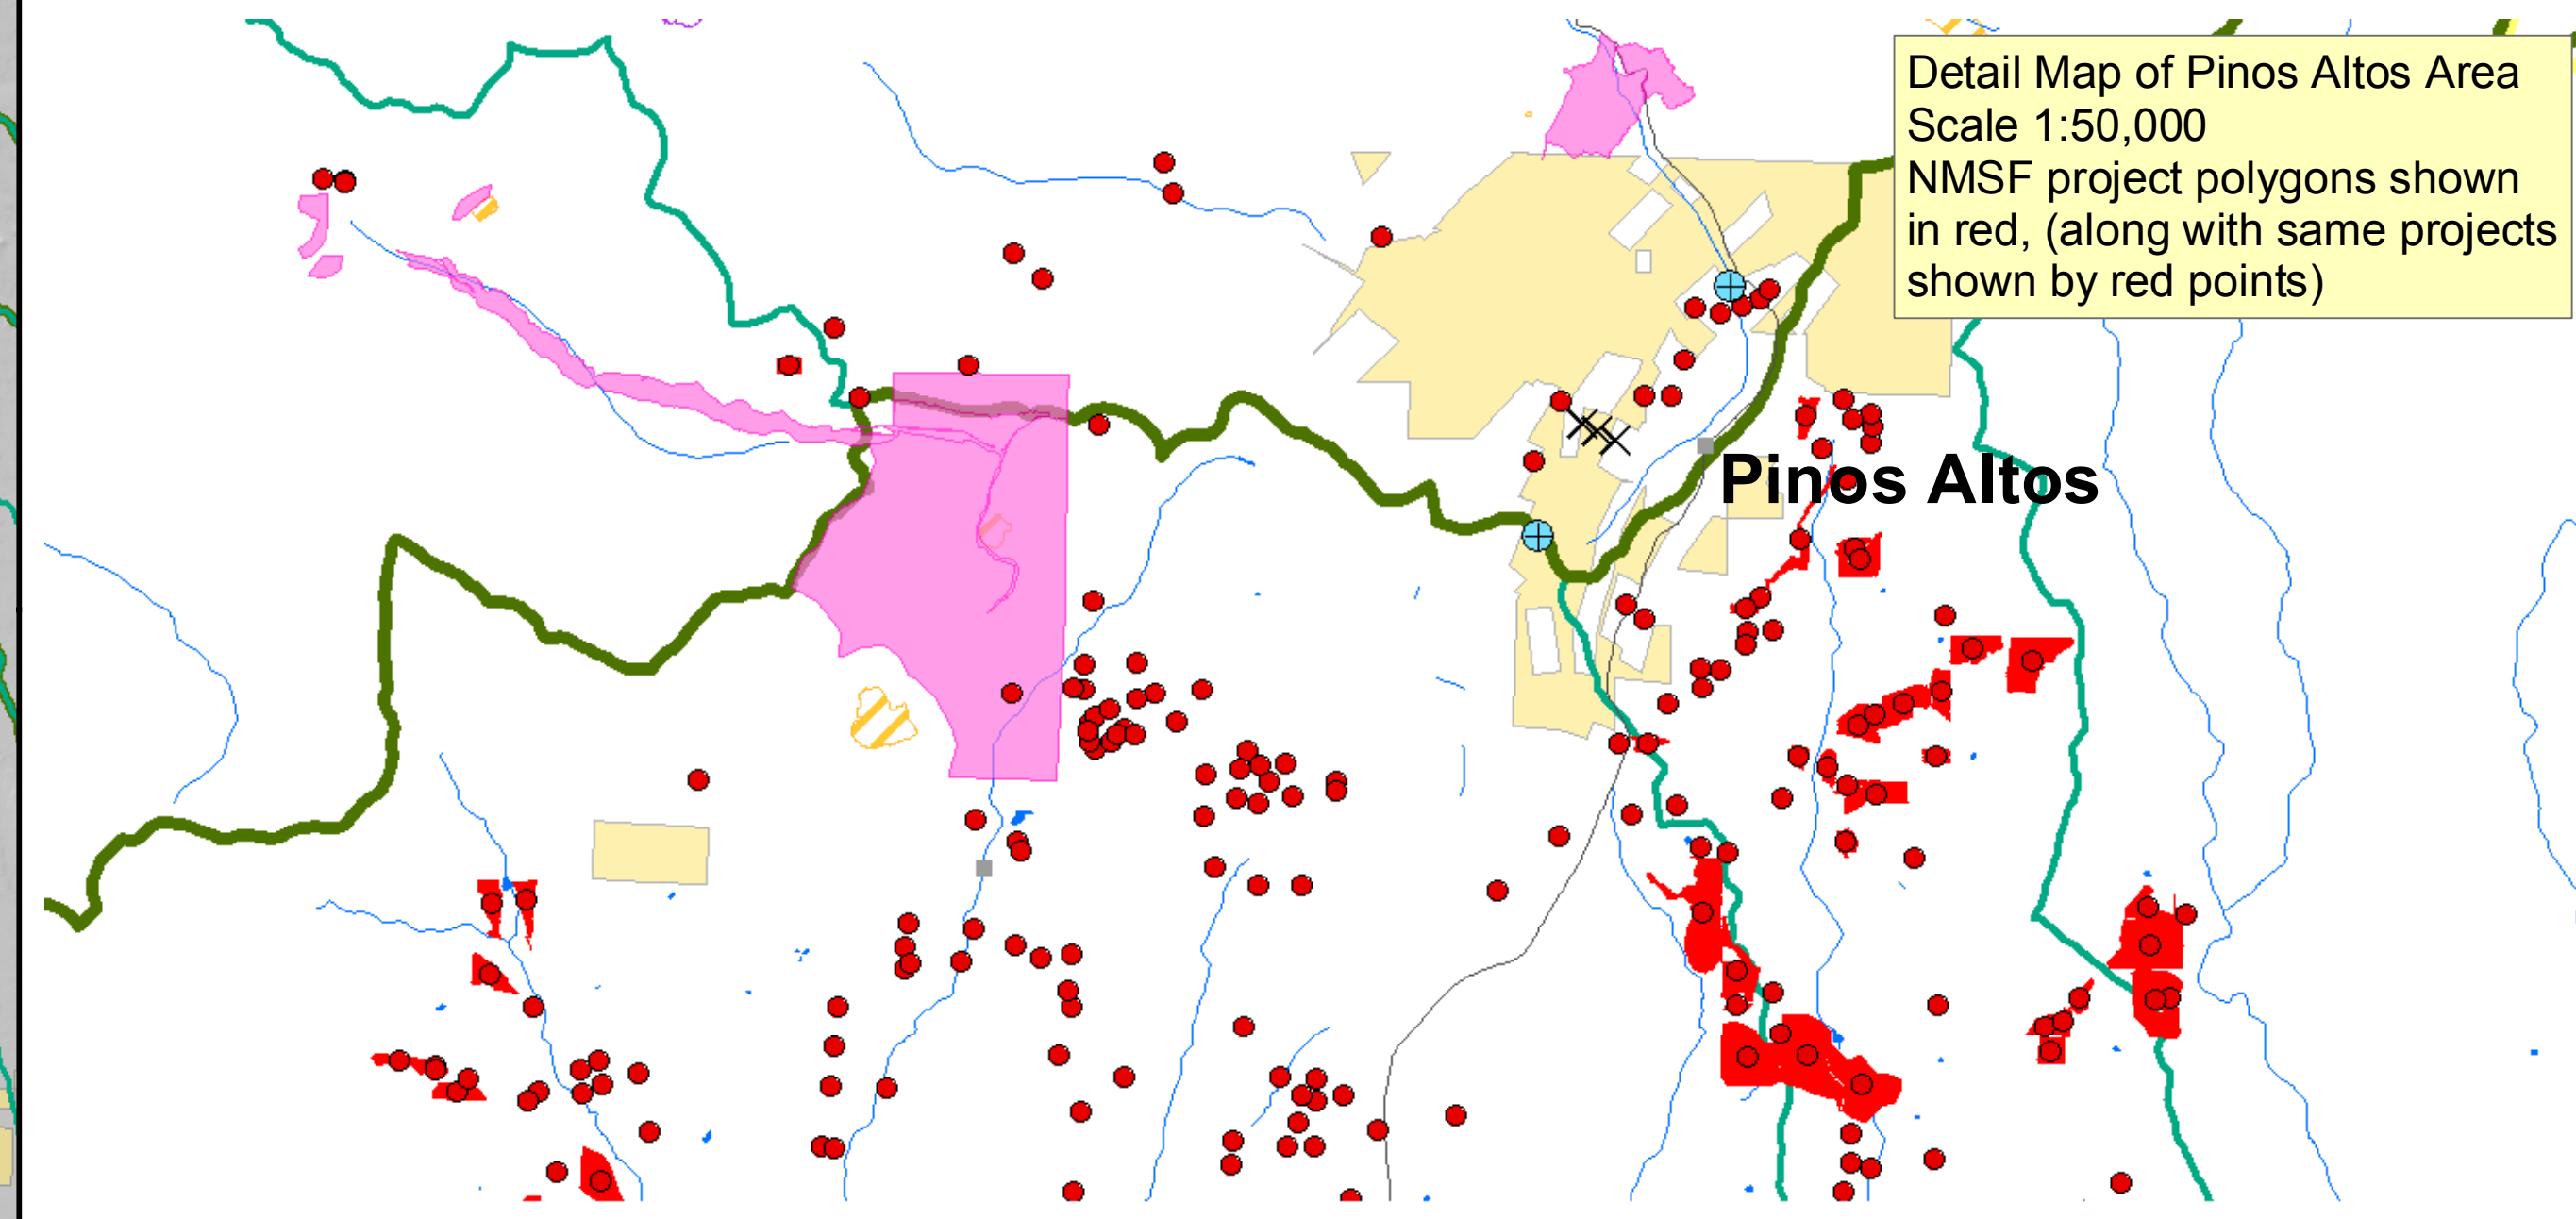 Detail Map of Pinos Altos Area
Scale 1:50,000
NMSF project polygons shown
in red, (along with same projects
shown by red points)
Pinos Altos